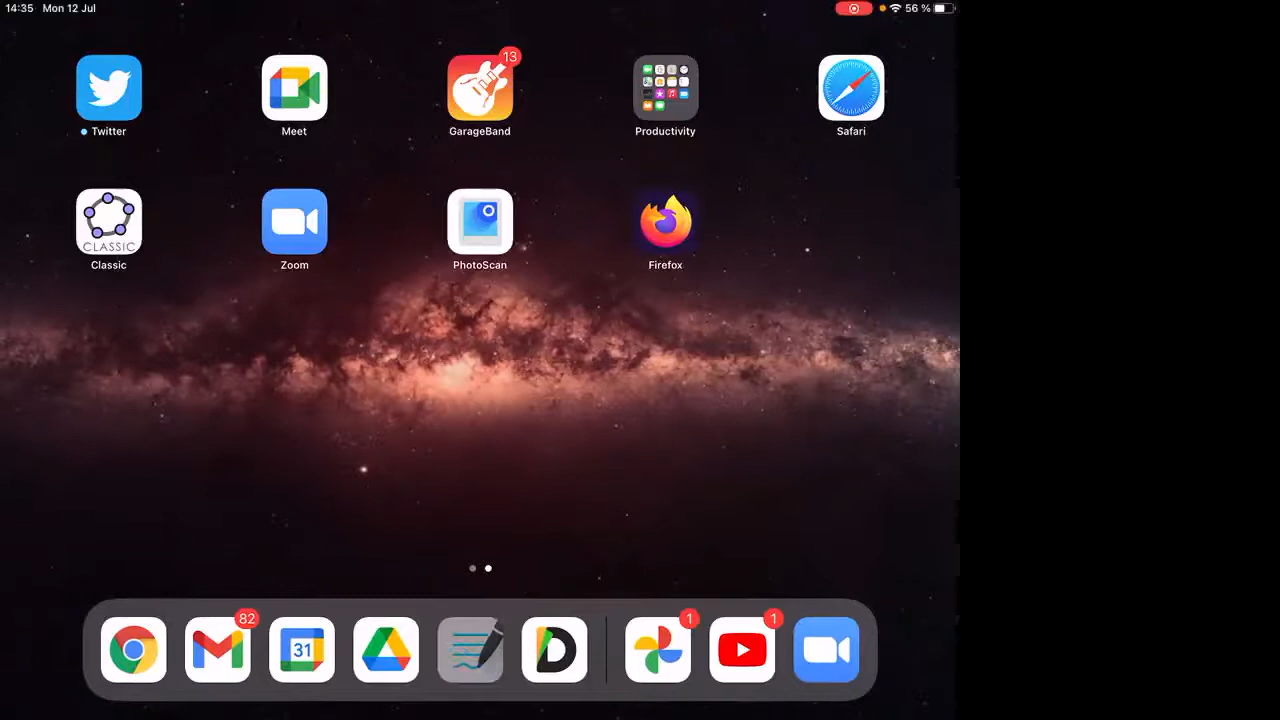 14:35 Mon 12 Jul
56 %
13
Twitter
Meet
GarageBand
Productivity
Safari
CLASSIC
Classic
Zoom
PhotoScan
Firefox
82
1
1
31